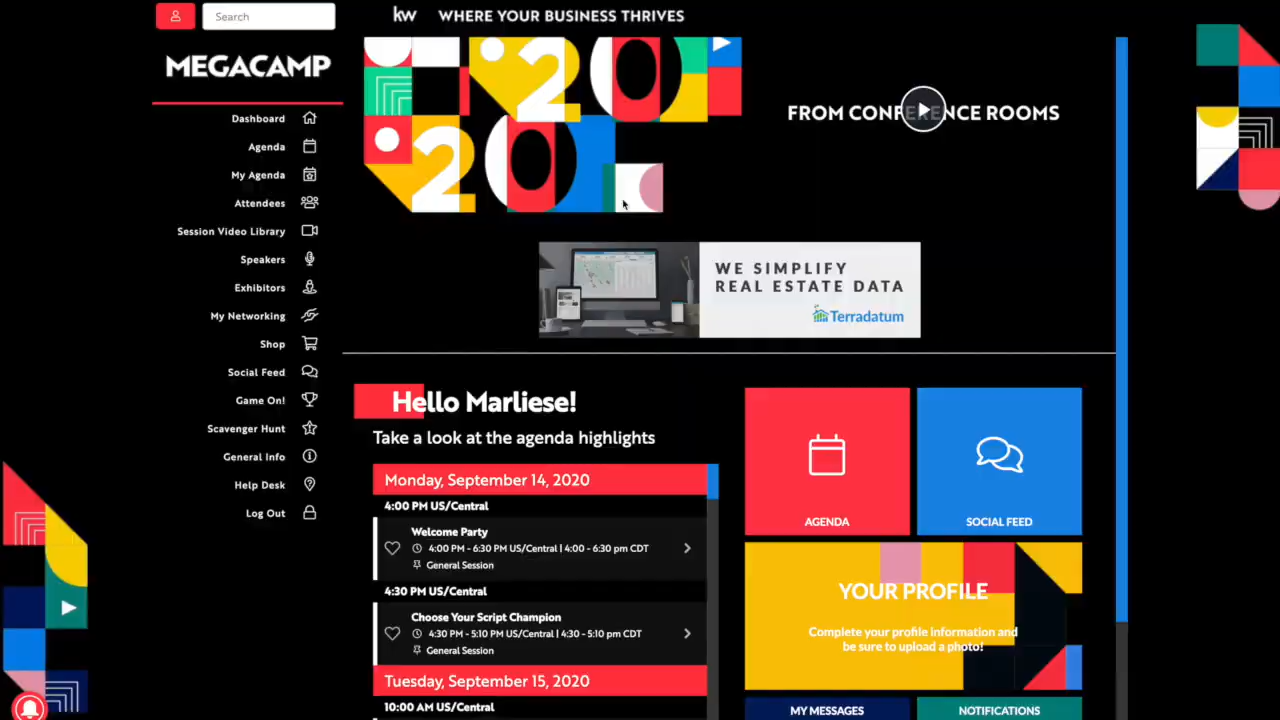 Search
kw WHERE YOUR BUSINESS THRIVES
MEGACAMP
Dashboard
Agenda
My Agenda
Attendees
Session Video Library
Speakers
Exhibitors
My Networking
Shop
Social Feed
Game On!
Scavenger Hunt
General Info
Help Desk
Log Out
20
20
FROM CONFERENCE ROOMS
WE SIMPLIFY
REAL ESTATE DATA
Terradatum
Hello Marliese!
Take a look at the agenda highlights
Monday, September 14, 2020
4:00 PM US/Central
Welcome Party
4:00 PM - 6:30 PM US/Central | 4:00 - 6:30 pm CDT
General Session
4:30 PM US/Central
Choose Your Script Champion
4:30 PM - 5:10 PM US/Central | 4:30 - 5:10 pm CDT
General Session
Tuesday, September 15, 2020
10:00 AM US/Central
AGENDA
SOCIAL FEED
YOUR PROFILE
Complete your profile information and
be sure to upload a photo!
MY MESSAGES
NOTIFICATIONS